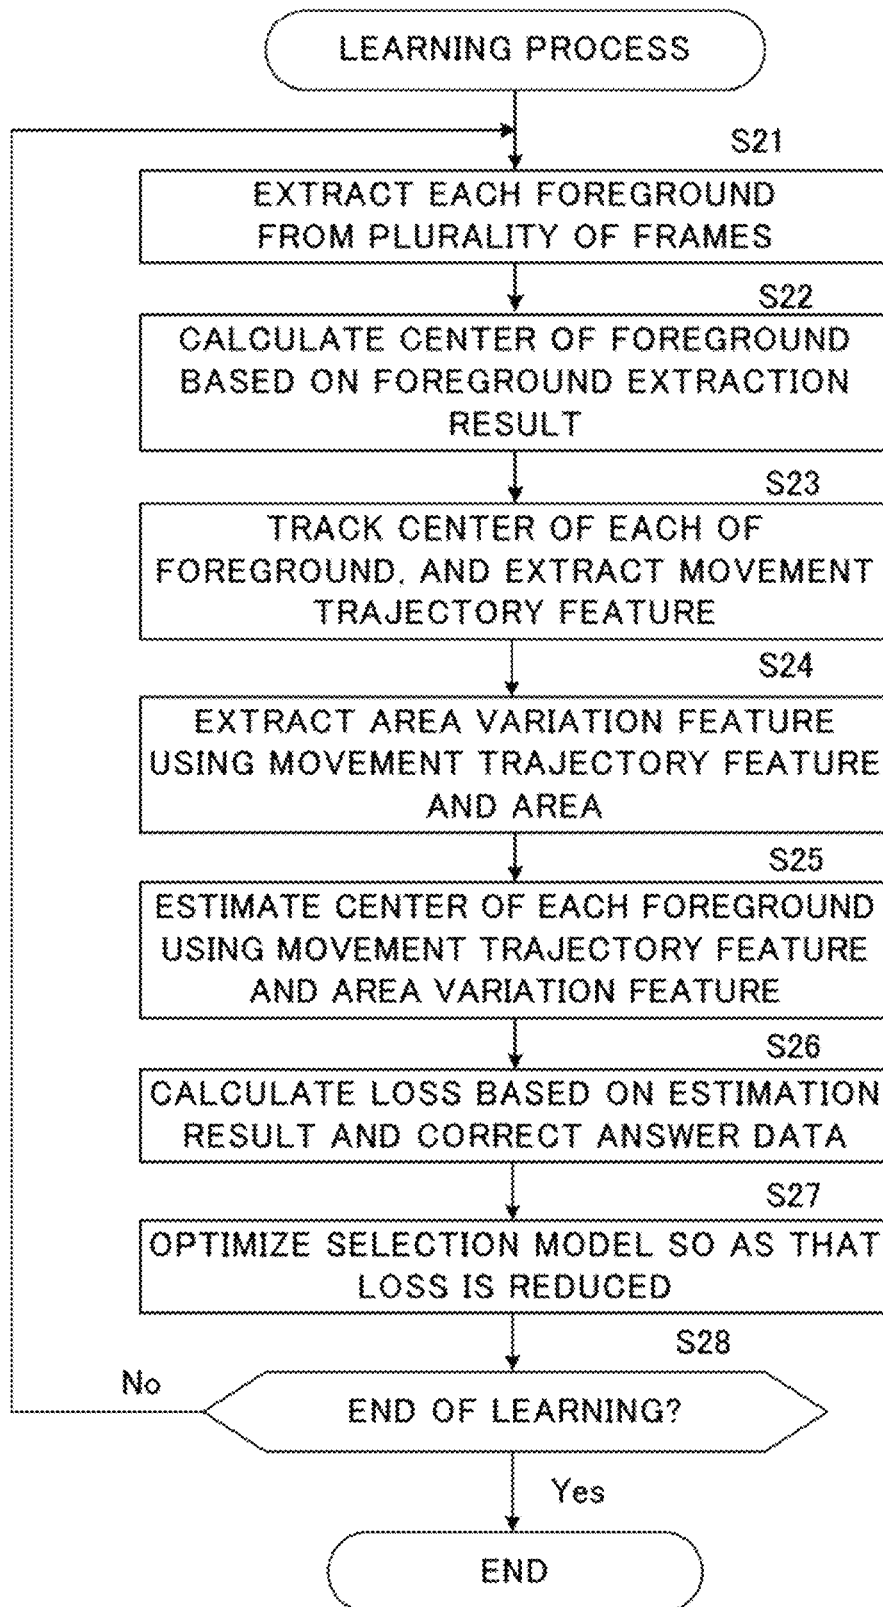 LEARNING PROCESS
S21
EXTRACT EACH FOREGROUND
FROM PLURALITY OF FRAMES
S22
CALCULATE CENTER OF FOREGROUND
BASED ON FOREGROUND EXTRACTION
RESULT
S23
TRACK CENTER OF EACH OF
FOREGROUND, AND EXTRACT MOVEMENT
TRAJECTORY FEATURE
S24
EXTRACT AREA VARIATION FEATURE
USING MOVEMENT TRAJECTORY FEATURE
AND AREA
S25
ESTIMATE CENTER OF EACH FOREGROUND
USING MOVEMENT TRAJECTORY FEATURE
AND AREA VARIATION FEATURE
S26
CALCULATE LOSS BASED ON ESTIMATION
RESULT AND CORRECT ANSWER DATA
S27
OPTIMIZE SELECTION MODEL SO AS THAT
LOSS IS REDUCED
S28
No
END OF LEARNING?
Yes
END